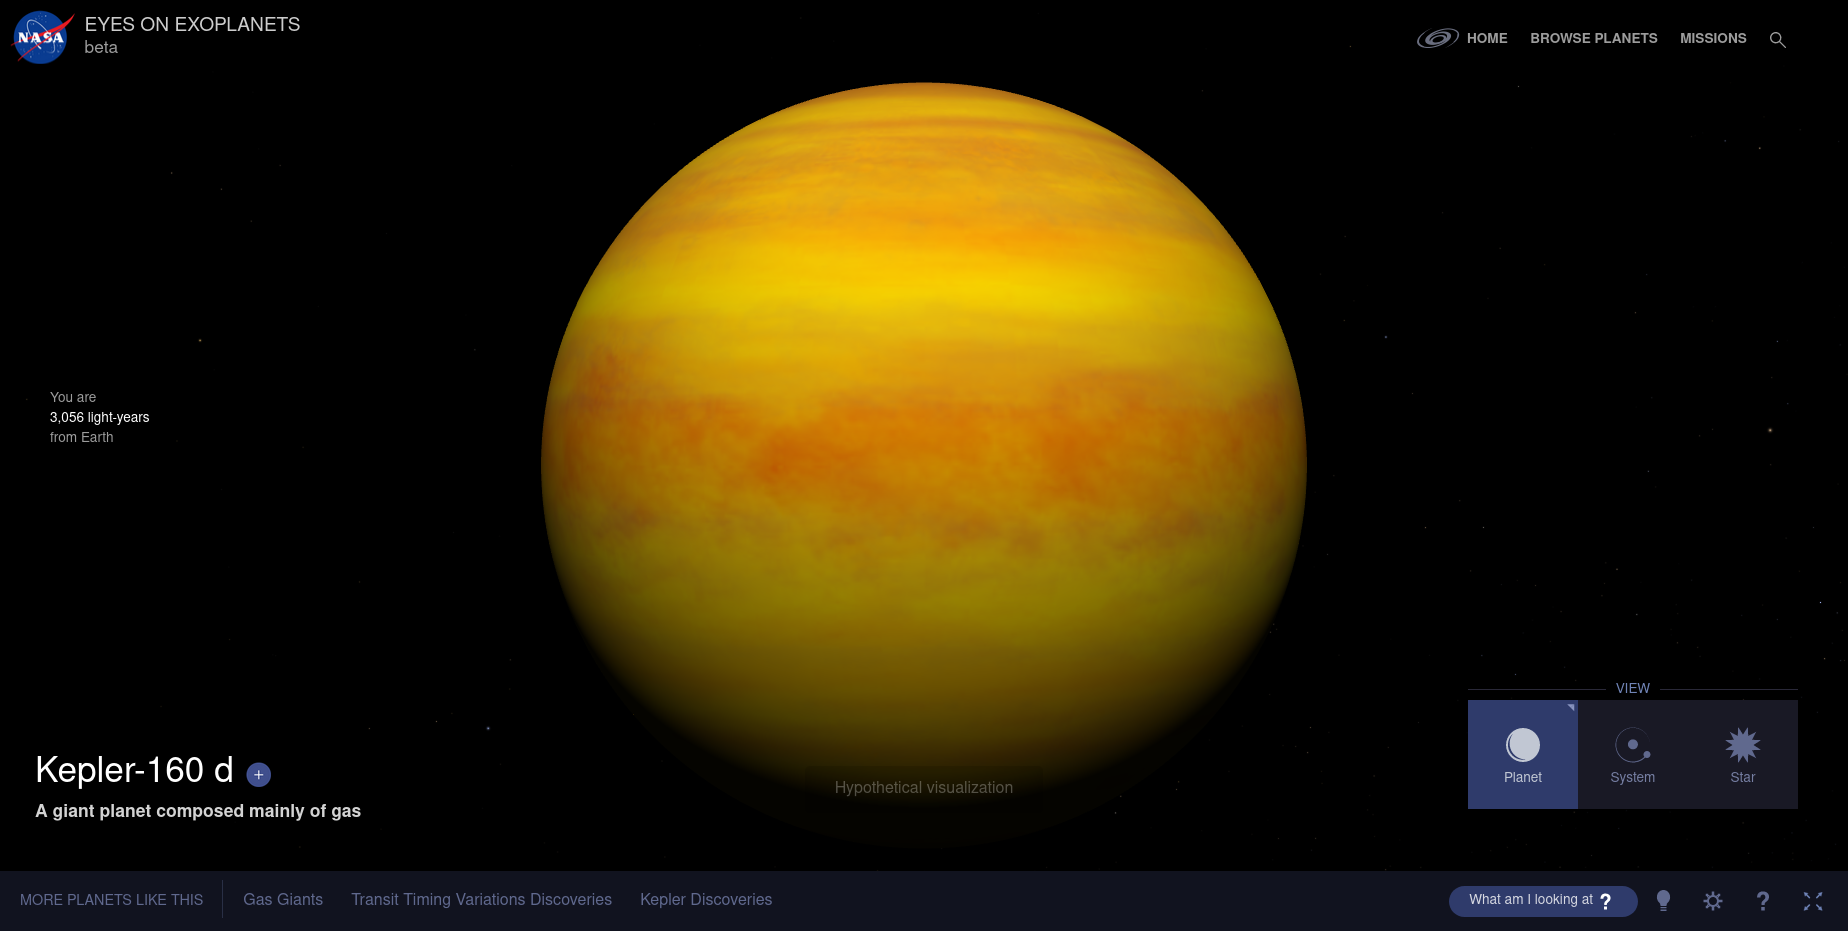 NASA
EYES ON EXOPLANETS
beta
HOME
BROWSE PLANETS
MISSIONS
You are
3,056 light-years
from Earth
VIEW
Planet
System
Star
Kepler-160 d +
A giant planet composed mainly of gas
Hypothetical visualization
MORE PLANETS LIKE THIS
Gas Giants
Transit Timing Variations Discoveries
Kepler Discoveries
What am I looking at ?
?